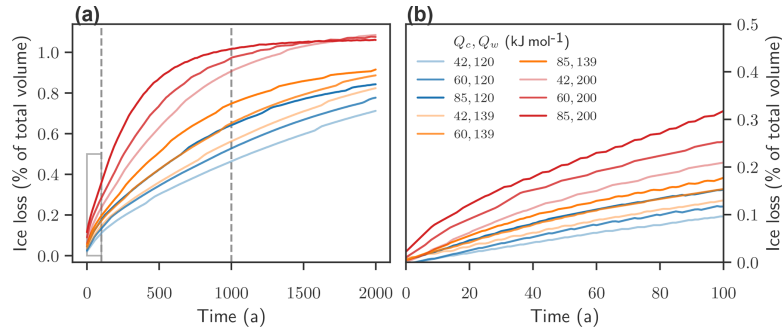 (a)
(b)
1.0
0.8
0.6
0.4
0.2
0.0
Ice loss (% of total volume)
0 500 1000 1500 2000
Time (a)
Q_c, Q_w (kJ mol⁻¹)
42, 120
60, 120
85, 120
42, 139
60, 139
85, 139
42, 200
60, 200
85, 200
0.5
0.4
0.3
0.2
0.1
0.0
Ice loss (% of total volume)
0 20 40 60 80 100
Time (a)